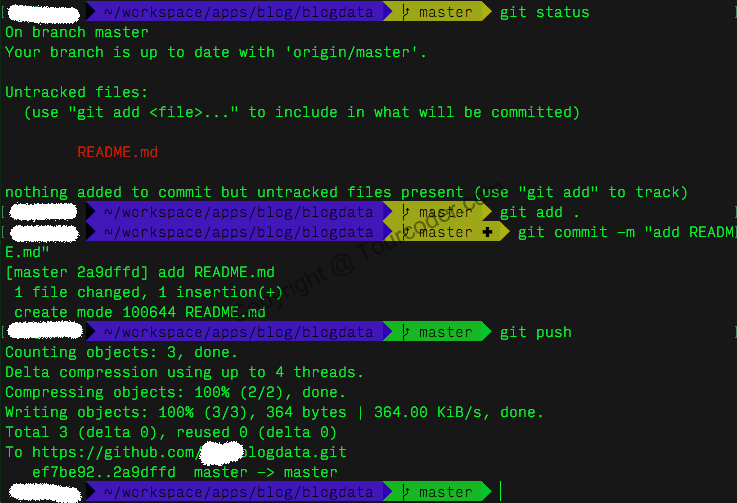 ~/workspace/apps/blog/blogdata master git status
On branch master
Your branch is up to date with 'origin/master'.
Untracked files:
(use "git add <file>..." to include in what will be committed)
README.md
nothing added to commit but untracked files present (use "git add" to track)
~/workspace/apps/blog/blogdata master git add .
~/workspace/apps/blog/blogdata master + git commit -m "add READM
E.md"
[master 2a9dffd] add README.md
1 file changed, 1 insertion(+)
create mode 100644 README.md
~/workspace/apps/blog/blogdata master git push
Counting objects: 3, done.
Delta compression using up to 4 threads.
Compressing objects: 100% (2/2), done.
Writing objects: 100% (3/3), 364 bytes | 364.00 KiB/s, done.
Total 3 (delta 0), reused 0 (delta 0)
To https://github.com/ blogdata.git
ef7be92..2a9dffd master -> master
~/workspace/apps/blog/blogdata master
Copyright @ Tourcoder.com